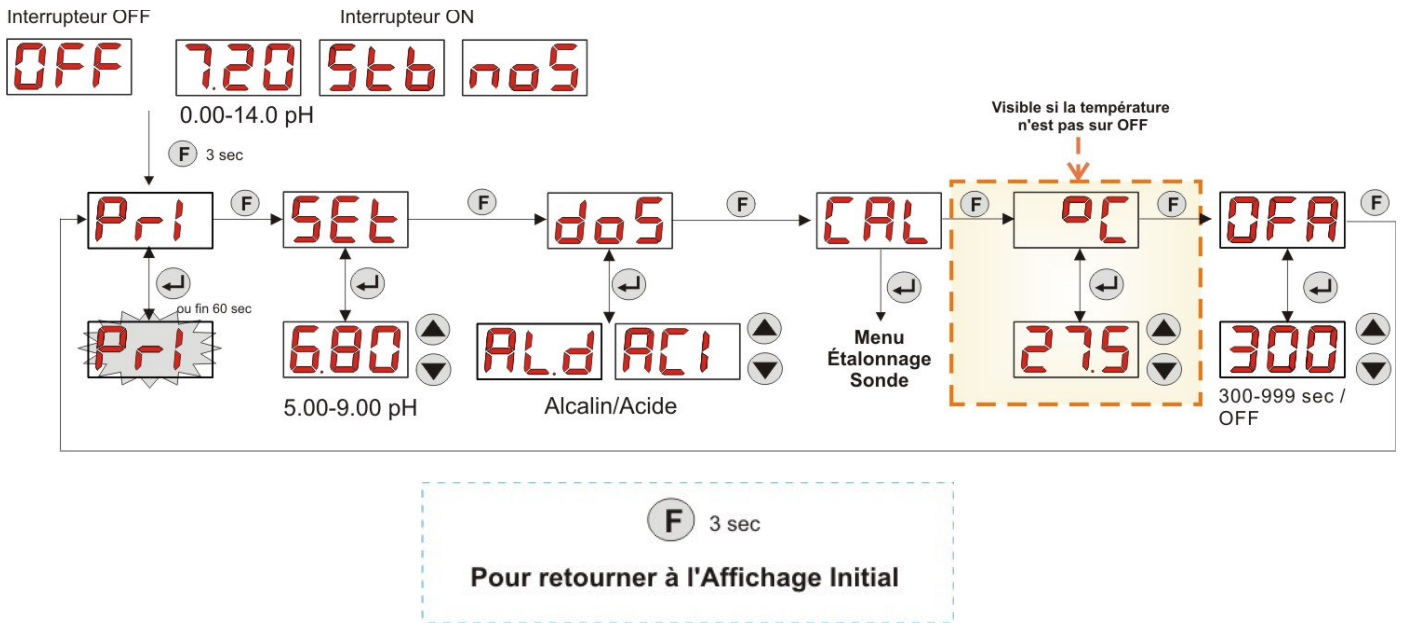 Interrupteur OFF
Interrupteur ON
OFF
7.20
Stb
noS
0.00-14.0 pH
Visible si la température
n'est pas sur OFF
F 3 sec
Pr1
F
SEt
F
doS
F
CAL
F
°C
F
OFA
F
ou fin 60 sec
Pr1
6.80
AL.d
ACI
Menu
Étalonnage
Sonde
27.5
300
5.00-9.00 pH
Alcalin/Acide
300-999 sec /
OFF
F 3 sec
Pour retourner à l'Affichage Initial